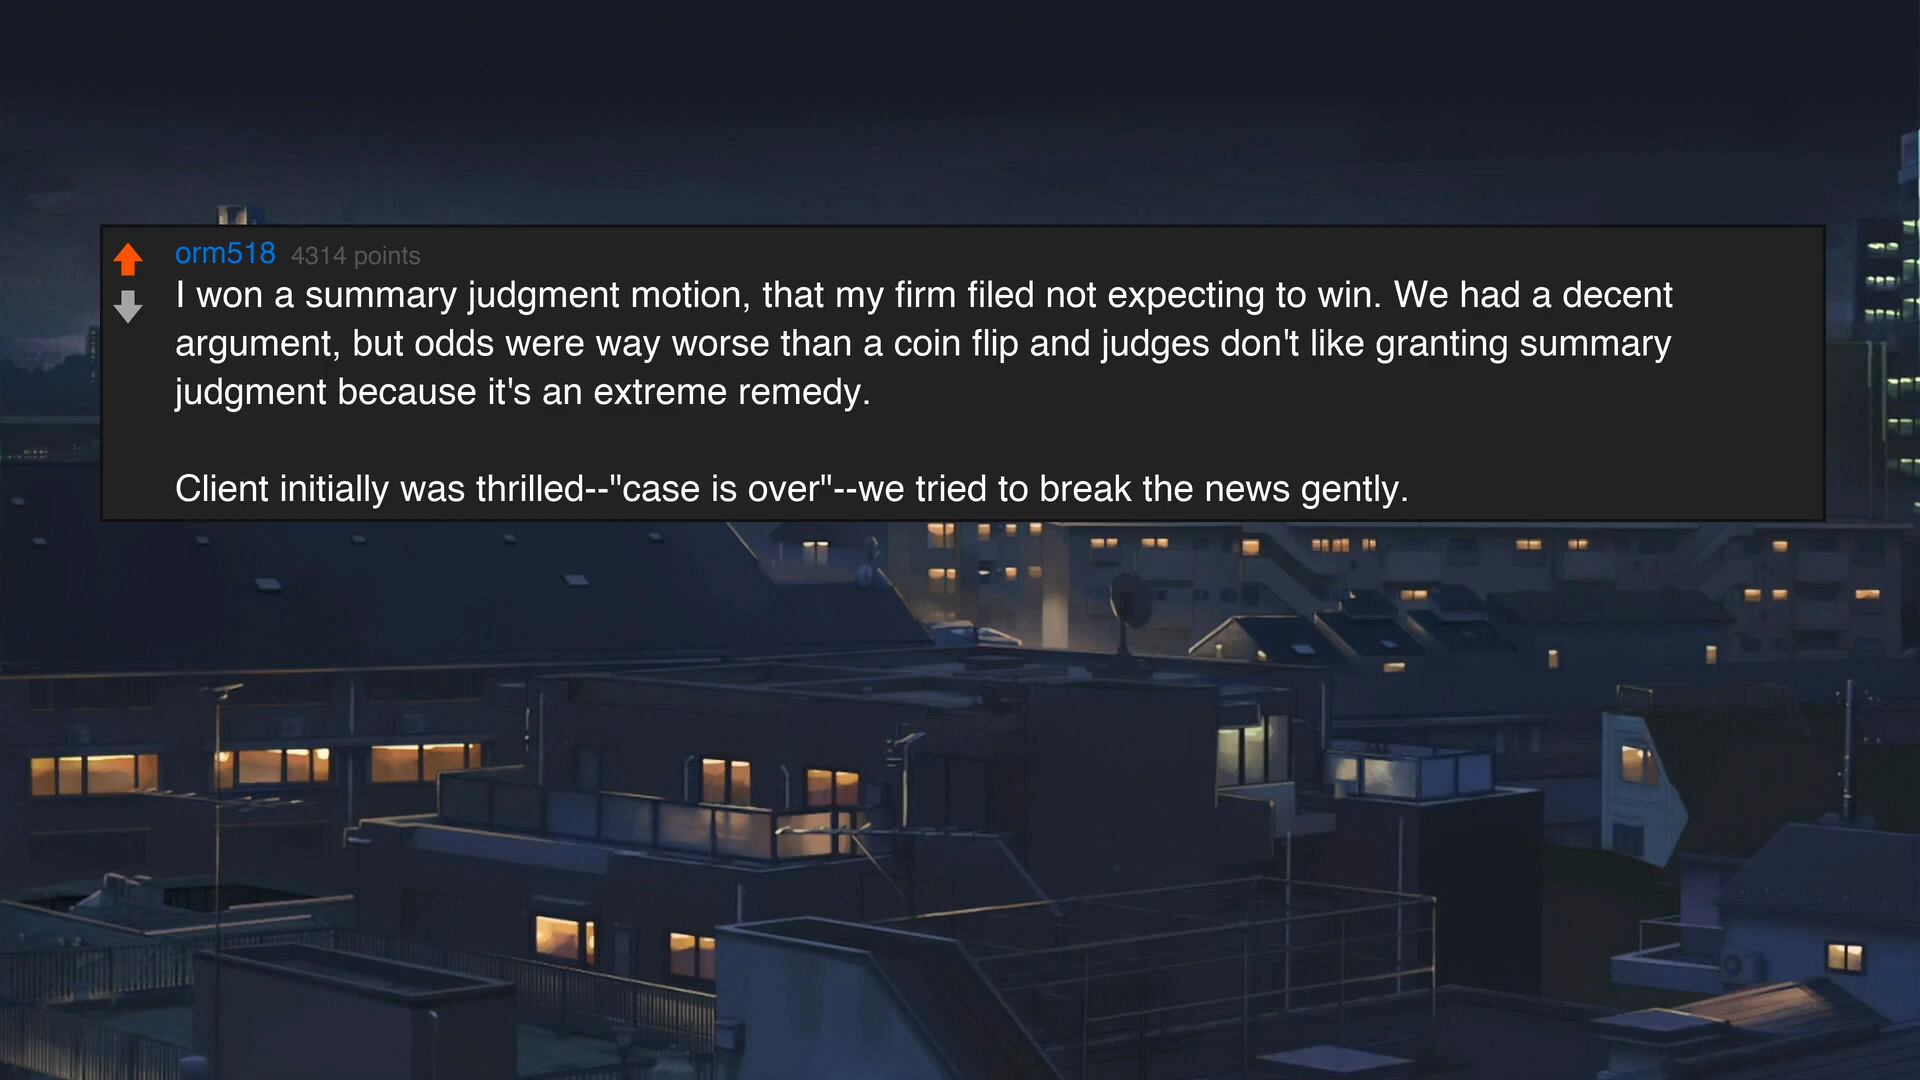 orm518 4314 points
I won a summary judgment motion, that my firm filed not expecting to win. We had a decent
argument, but odds were way worse than a coin flip and judges don't like granting summary
judgment because it's an extreme remedy.
Client initially was thrilled--"case is over"--we tried to break the news gently.